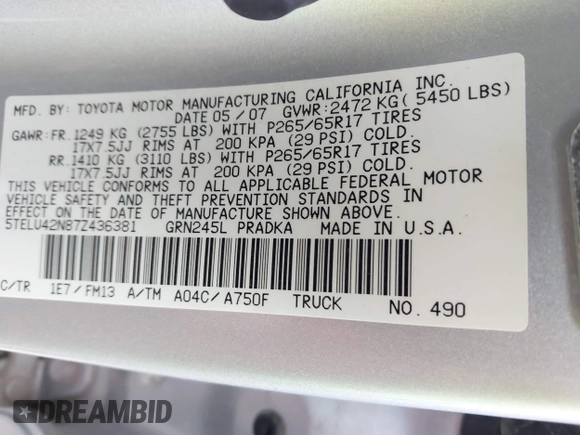 MFD. BY: TOYOTA MOTOR MANUFACTURING CALIFORNIA INC.
DATE 05/07 GVWR: 2472 KG( 5450 LBS)
GAWR: FR. 1249 KG (2755 LBS) WITH P265/65R17 TIRES
17X7.5JJ RIMS AT 200 KPA (29 PSI) COLD.
RR. 1410 KG (3110 LBS) WITH P265/65R17 TIRES
17X7.5JJ RIMS AT 200 KPA (29 PSI) COLD.
THIS VEHICLE CONFORMS TO ALL APPLICABLE FEDERAL MOTOR
VEHICLE SAFETY AND THEFT PREVENTION STANDARDS IN
EFFECT ON THE DATE OF MANUFACTURE SHOWN ABOVE.
5TELU42N87Z436381 GRN245L PRADKA MADE IN U.S.A.
C/TR 1E7/FM13 A/TM A04C/A750F TRUCK NO. 490
DREAMBID